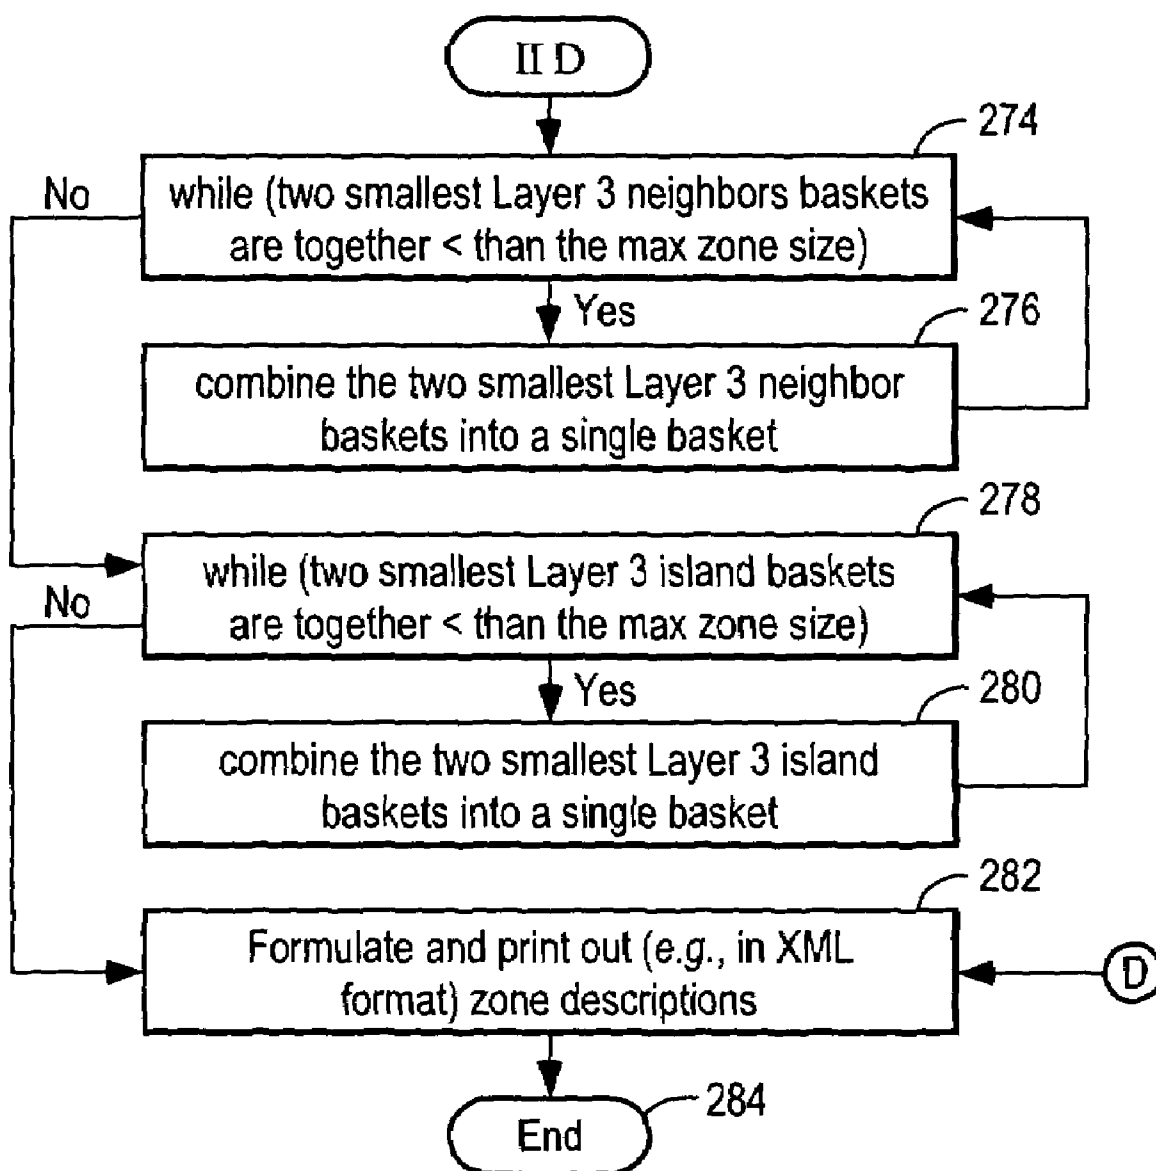 II D
274
No
while (two smallest Layer 3 neighbors baskets
are together < than the max zone size)
Yes
276
combine the two smallest Layer 3 neighbor
baskets into a single basket
278
while (two smallest Layer 3 island baskets
are together < than the max zone size)
No
Yes
280
combine the two smallest Layer 3 island
baskets into a single basket
282
Formulate and print out (e.g., in XML
format) zone descriptions
D
284
End